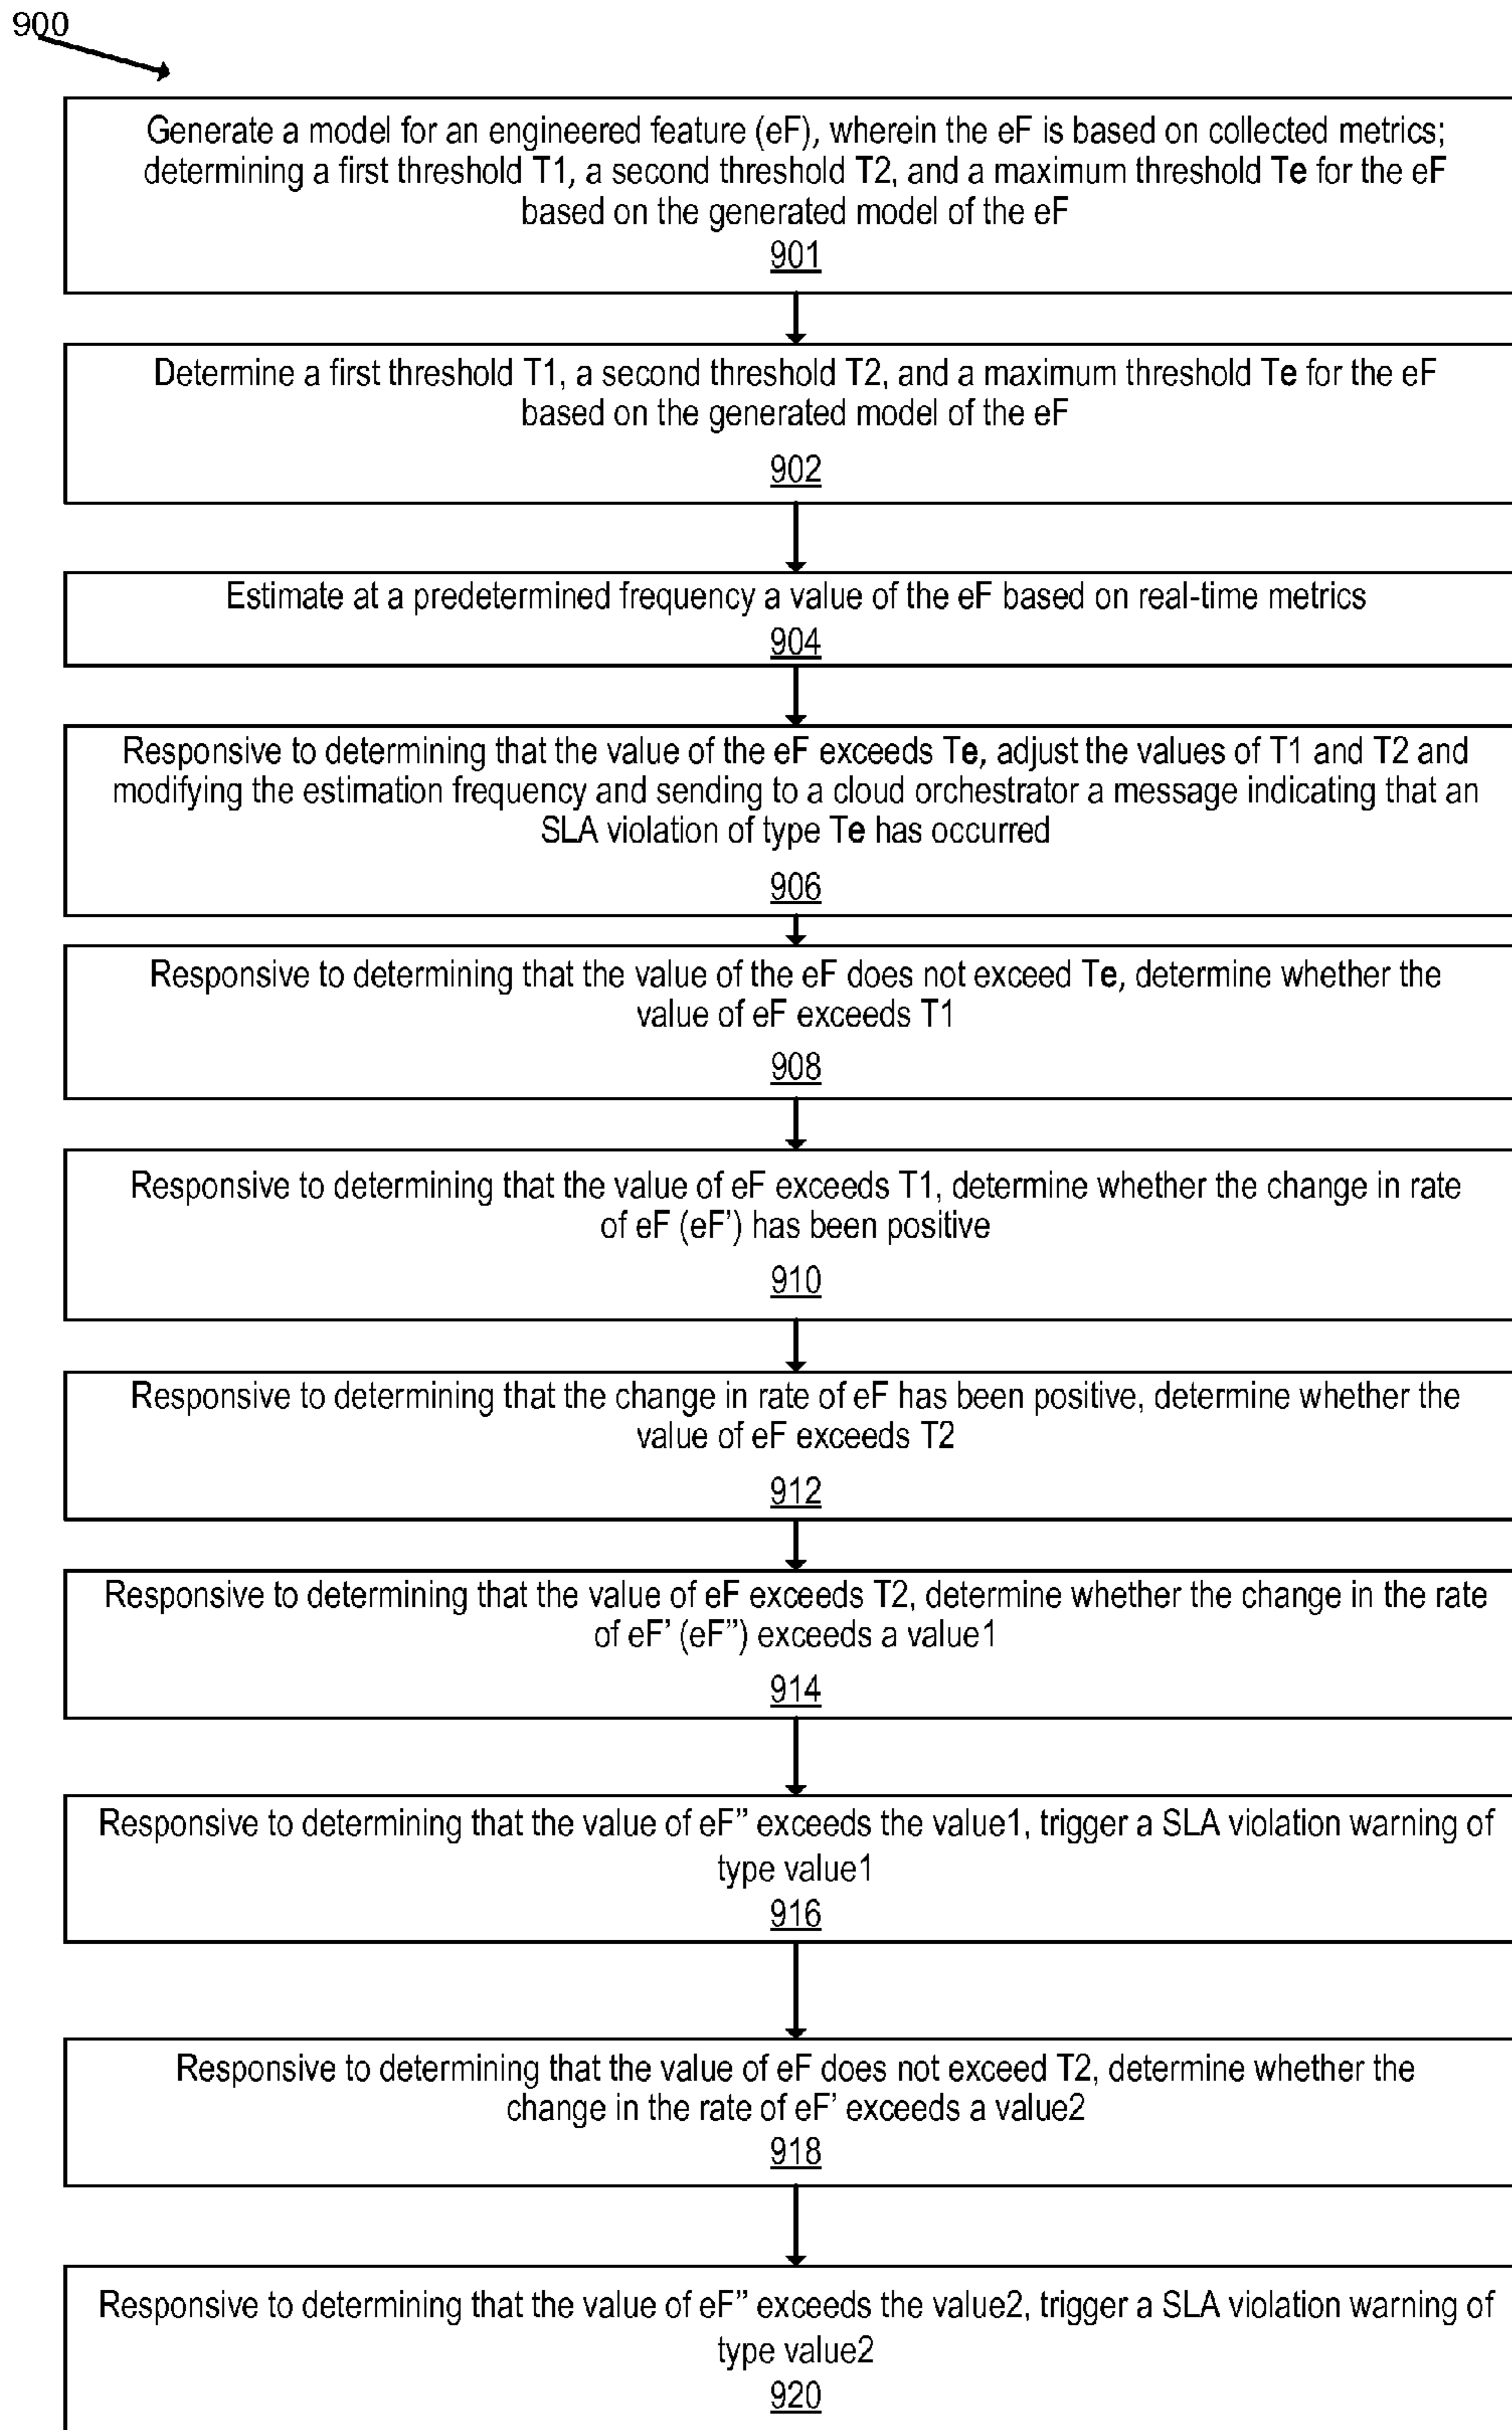 900
Generate a model for an engineered feature (eF), wherein the eF is based on collected metrics;
determining a first threshold T1, a second threshold T2, and a maximum threshold Te for the eF
based on the generated model of the eF
901
Determine a first threshold T1, a second threshold T2, and a maximum threshold Te for the eF
based on the generated model of the eF
902
Estimate at a predetermined frequency a value of the eF based on real-time metrics
904
Responsive to determining that the value of the eF exceeds Te, adjust the values of T1 and T2 and
modifying the estimation frequency and sending to a cloud orchestrator a message indicating that an
SLA violation of type Te has occurred
906
Responsive to determining that the value of the eF does not exceed Te, determine whether the
value of eF exceeds T1
908
Responsive to determining that the value of eF exceeds T1, determine whether the change in rate
of eF (eF’) has been positive
910
Responsive to determining that the change in rate of eF has been positive, determine whether the
value of eF exceeds T2
912
Responsive to determining that the value of eF exceeds T2, determine whether the change in the rate
of eF’ (eF”) exceeds a value1
914
Responsive to determining that the value of eF” exceeds the value1, trigger a SLA violation warning of
type value1
916
Responsive to determining that the value of eF does not exceed T2, determine whether the
change in the rate of eF’ exceeds a value2
918
Responsive to determining that the value of eF” exceeds the value2, trigger a SLA violation warning of
type value2
920